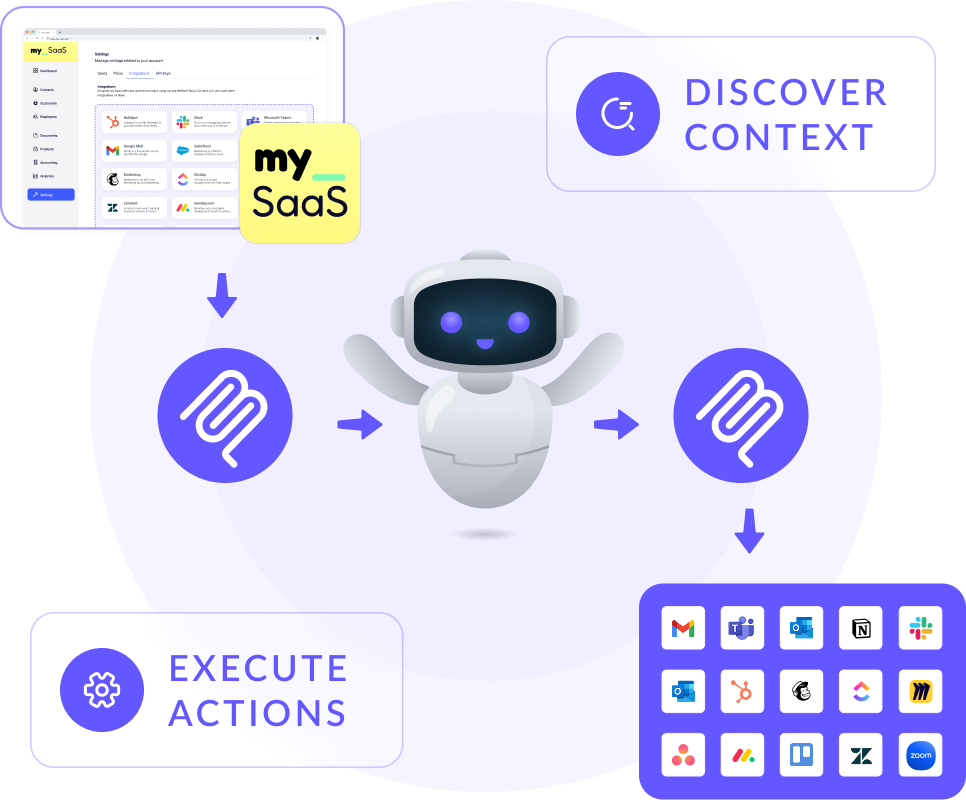 my_SaaS
Settings
Manage settings related to your account
Users Plans Integrations API Keys
Integrations
Dashboard
Contacts
Customers
Employees
Documents
Products
Accounting
Analytics
Settings
HubSpot
Slack
Microsoft Teams
Google Mail
Salesforce
Mailchimp
ClickUp
Zendesk
monday.com
my_
SaaS
DISCOVER
CONTEXT
EXECUTE
ACTIONS
zoom